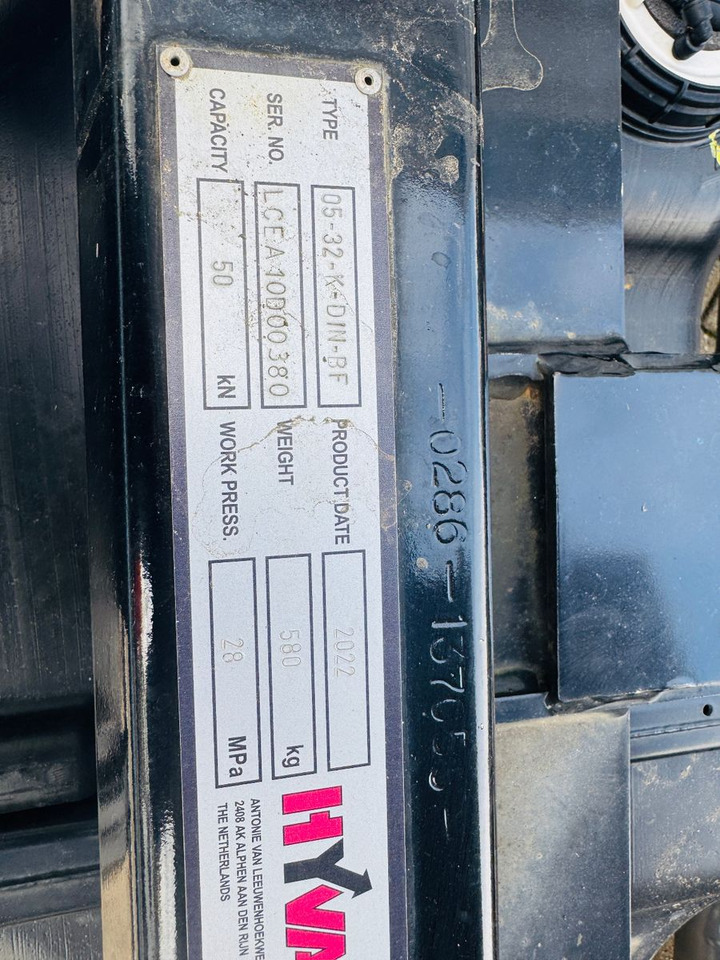 TYPE 05-32-K-DIN-BF PRODUCT DATE 2022
SER. NO. LCEA10D00380 WEIGHT 580 kg
CAPACITY 50 kN WORK PRESS. 28 MPa
HYVA
ANTONIE VAN LEEUWENHOEKWE
2408 AK ALPHEN AAN DEN RIJN
THE NETHERLANDS